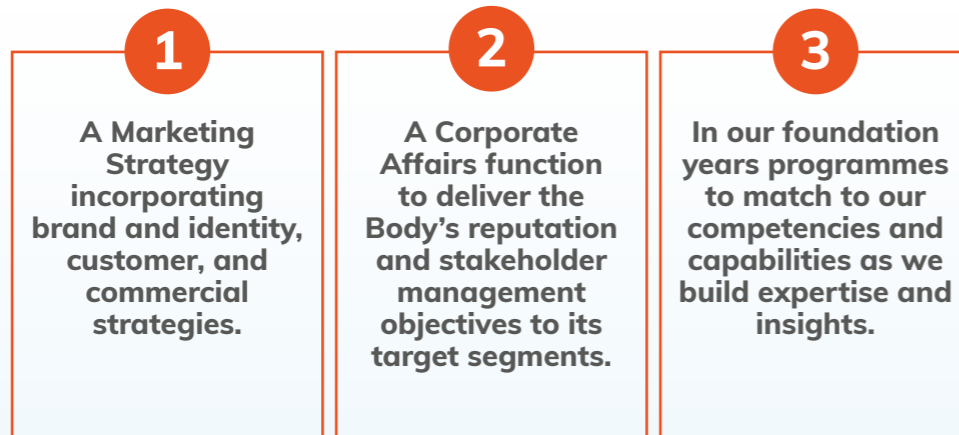 1
A Marketing
Strategy
incorporating
brand and identity,
customer, and
commercial
strategies.
2
A Corporate
Affairs function
to deliver the
Body’s reputation
and stakeholder
management
objectives to its
target segments.
3
In our foundation
years programmes
to match to our
competencies and
capabilities as we
build expertise and
insights.